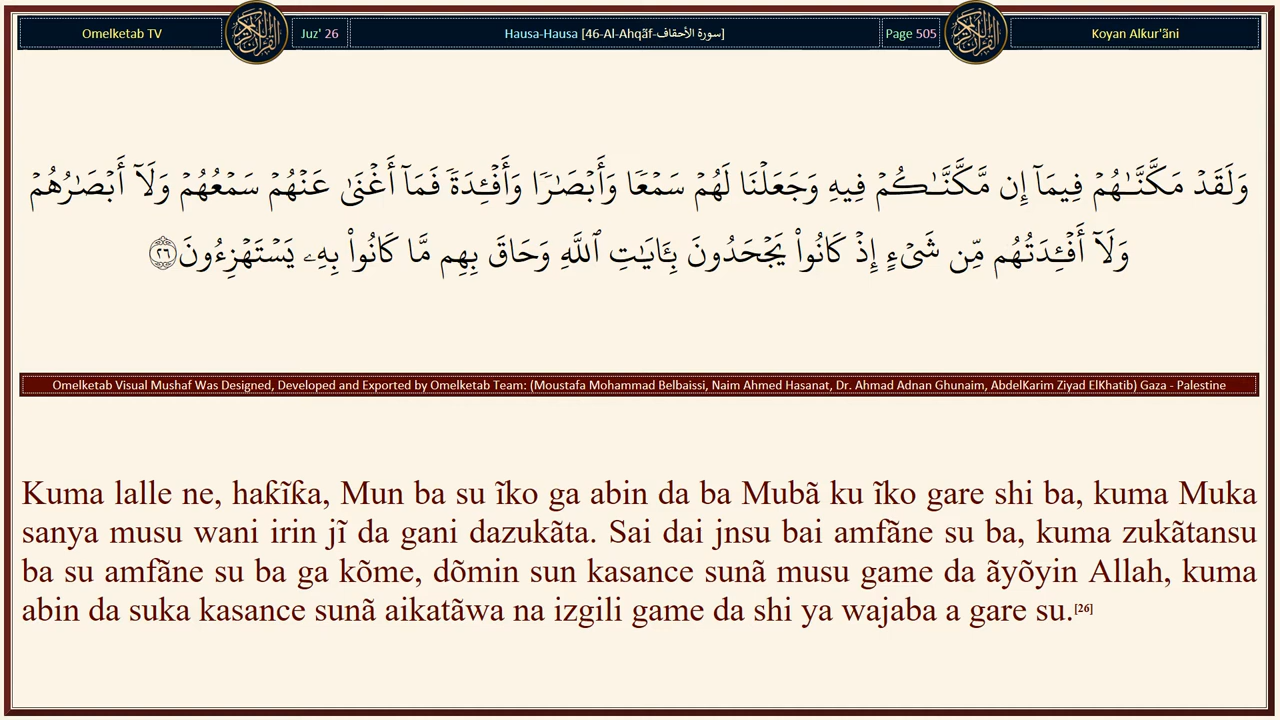 Omelketab TV
Juz' 26
Hausa-Hausa [46-Al-Ahqãf-سورة الأحقاف]
Page 505
Koyan Alƙur'ãni
وَلَقَدۡ مَكَّنَّـٰهُمۡ فِيمَآ إِن مَّكَّنَّـٰكُمۡ فِيهِ وَجَعَلۡنَا لَهُمۡ سَمۡعٗا وَأَبۡصَٰرٗا وَأَفۡـِٔدَةٗ فَمَآ أَغۡنَىٰ عَنۡهُمۡ سَمۡعُهُمۡ وَلَآ أَبۡصَٰرُهُمۡ
وَلَآ أَفۡـِٔدَتُهُم مِّن شَيۡءٍ إِذۡ كَانُواْ يَجۡحَدُونَ بِـَٔايَٰتِ ٱللَّهِ وَحَاقَ بِهِم مَّا كَانُواْ بِهِۦ يَسۡتَهۡزِءُونَ ٢٦
Omelketab Visual Mushaf Was Designed, Developed and Exported by Omelketab Team: (Moustafa Mohammad Belbaissi, Naim Ahmed Hasanat, Dr. Ahmad Adnan Ghunaim, AbdelKarim Ziyad ElKhatib) Gaza - Palestine
Kuma lalle ne, haƙĩƙa, Mun ba su ĩko ga abin da ba Mubã ku ĩko gare shi ba, kuma Muka
sanya musu wani irin jĩ da gani dazukãta. Sai dai jnsu bai amfãne su ba, kuma zukãtansu
ba su amfãne su ba ga kõme, dõmin sun kasance sunã musu game da ãyõyin Allah, kuma
abin da suka kasance sunã aikatãwa na izgili game da shi ya wajaba a gare su.[26]